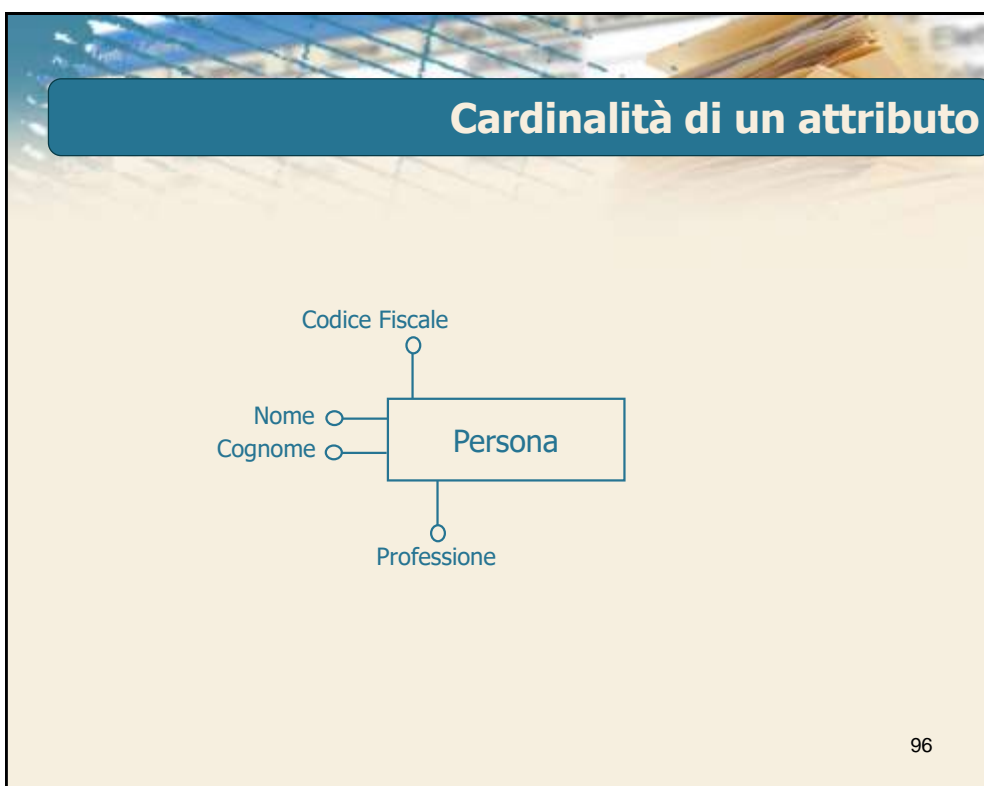 Cardinalità di un attributo
Codice Fiscale
Nome
Cognome
Persona
Professione
96